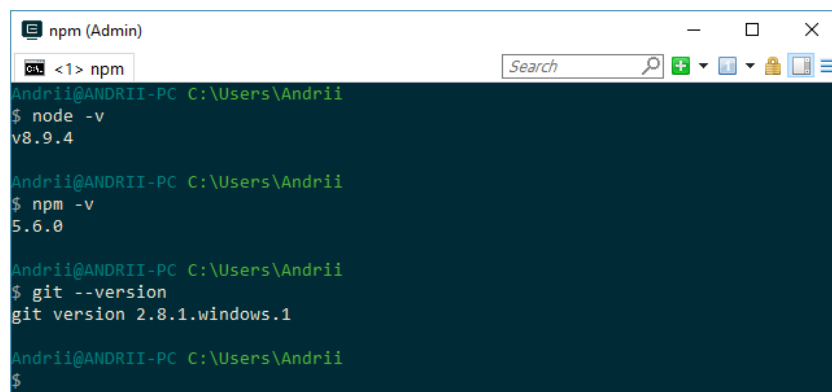 npm (Admin)
<1> npm
Search
Andrii@ANDRII-PC C:\Users\Andrii
$ node -v
v8.9.4
Andrii@ANDRII-PC C:\Users\Andrii
$ npm -v
5.6.0
Andrii@ANDRII-PC C:\Users\Andrii
$ git --version
git version 2.8.1.windows.1
Andrii@ANDRII-PC C:\Users\Andrii
$